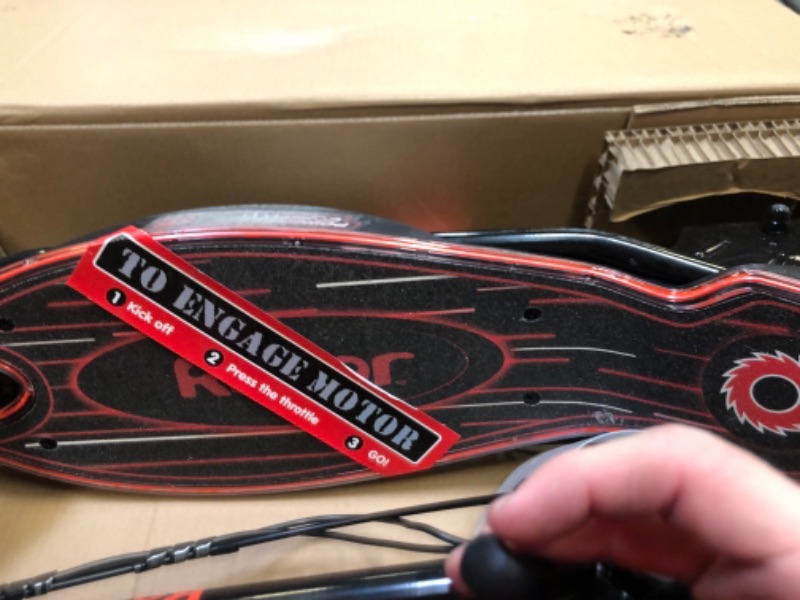 TO ENGAGE MOTOR
1 Kick off
2 Press the throttle
3 GO!